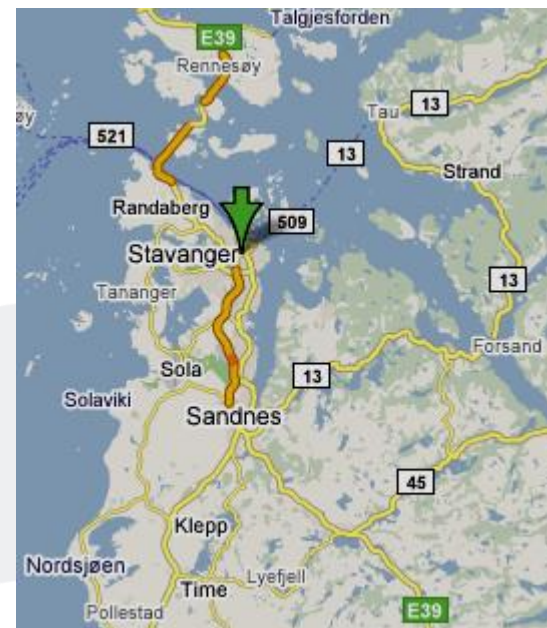 Talgjesforden
E39
Rennesøy
13
Tau
øy
521
13
Strand
Randaberg
509
Stavanger
13
Tananger
Forsand
Sola
13
Solaviki
Sandnes
45
Klepp
Nordsjøen
Lyefjell
Time
E39
Pollestad